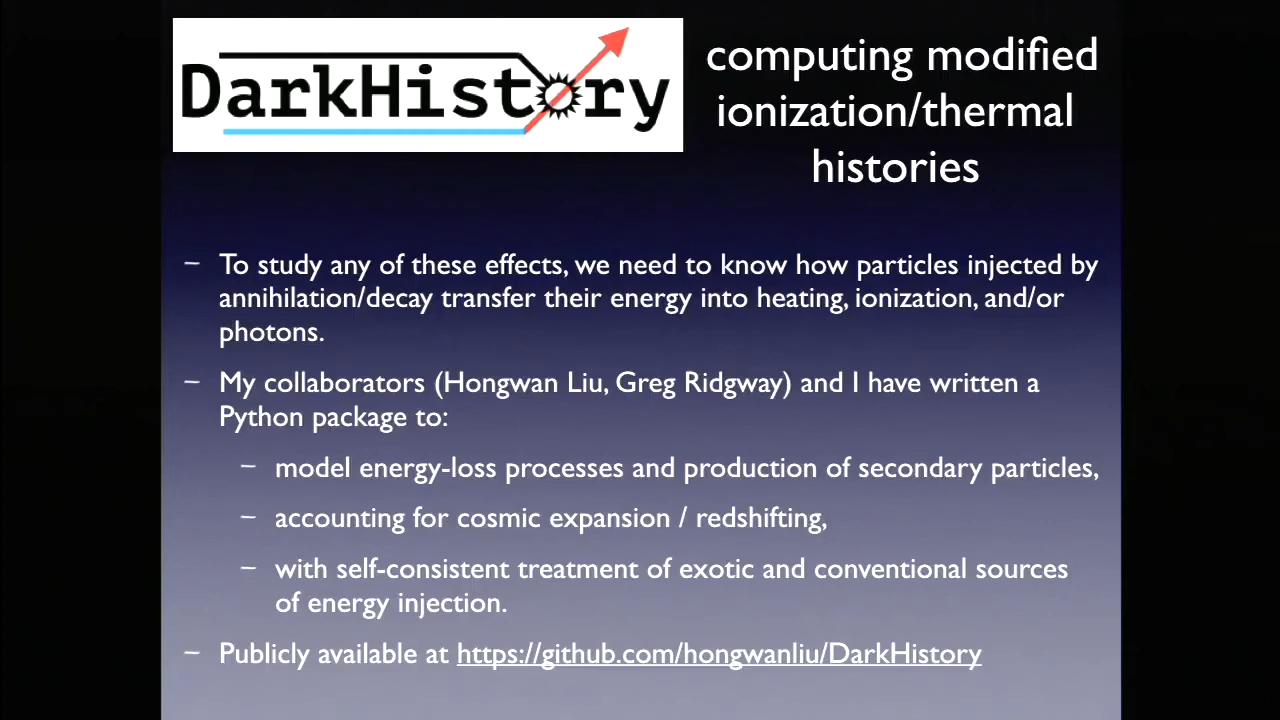 DarkHistory
computing modified
ionization/thermal
histories
– To study any of these effects, we need to know how particles injected by
annihilation/decay transfer their energy into heating, ionization, and/or
photons.
– My collaborators (Hongwan Liu, Greg Ridgway) and I have written a
Python package to:
– model energy-loss processes and production of secondary particles,
– accounting for cosmic expansion / redshifting,
– with self-consistent treatment of exotic and conventional sources
of energy injection.
– Publicly available at https://github.com/hongwanliu/DarkHistory